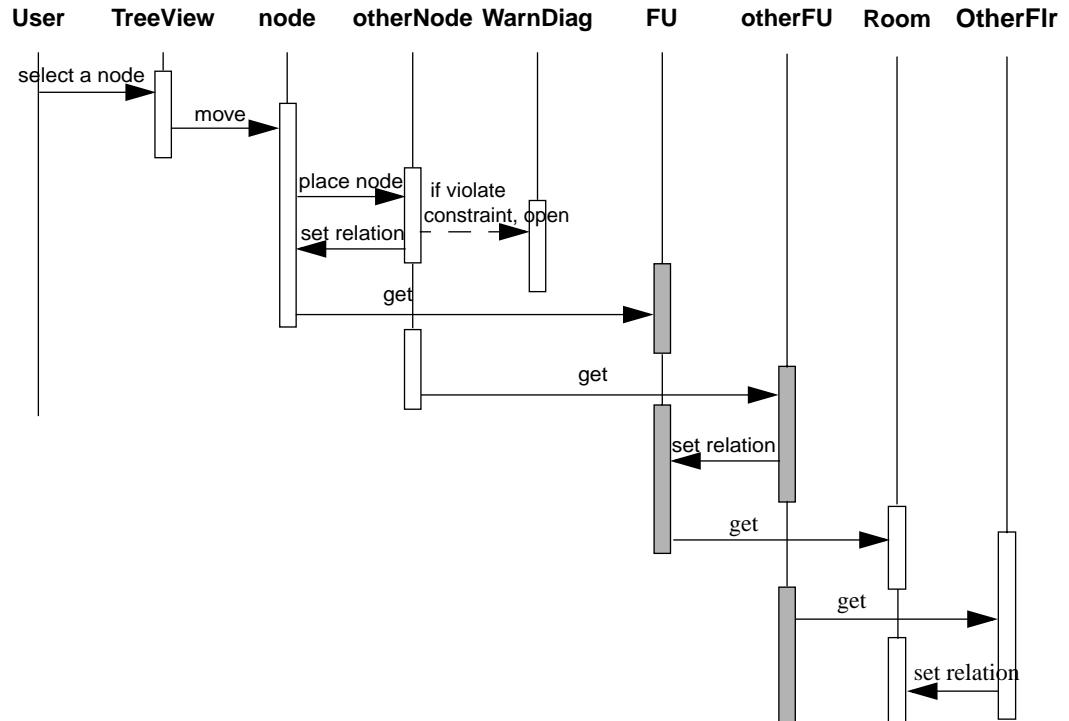 User TreeView node otherNode WarnDiag FU otherFU Room OtherFlr
select a node
move
place node
if violate
constraint, open
set relation
get
get
set relation
get
get
set relation